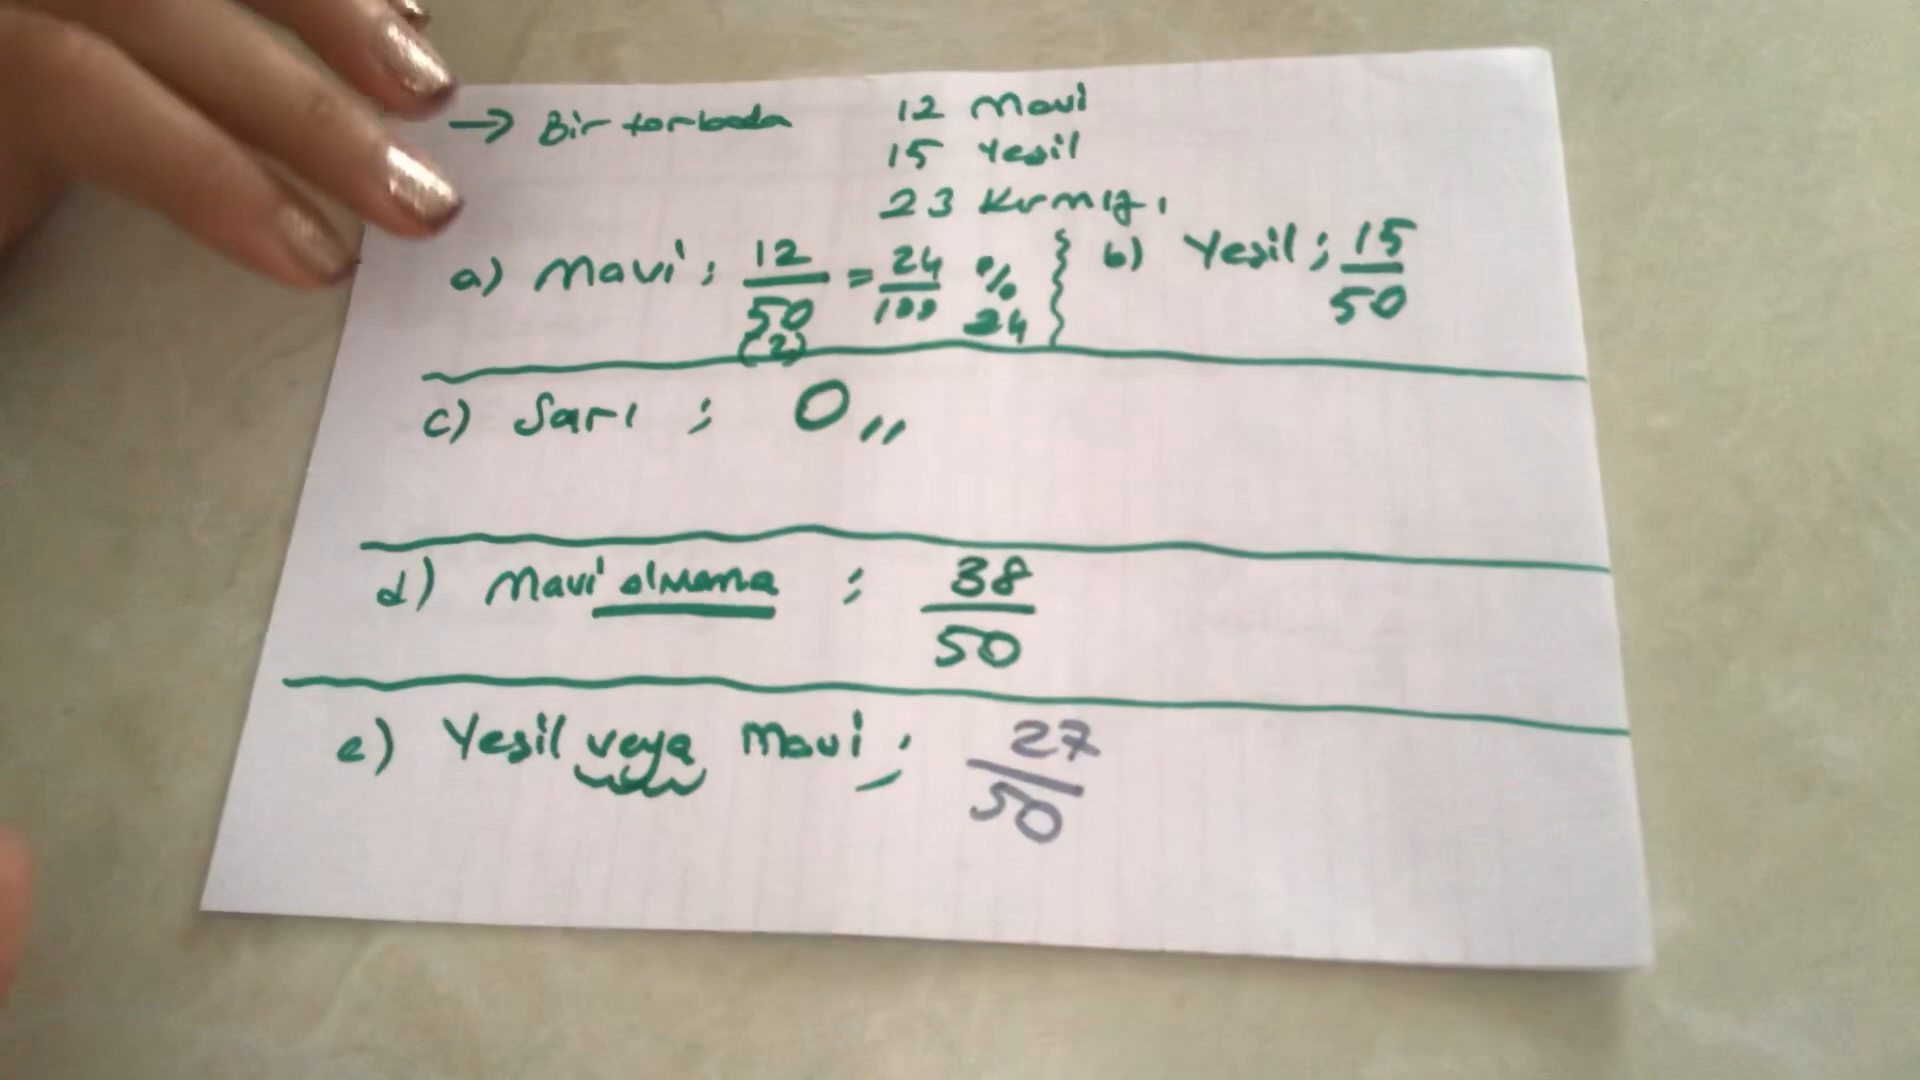 → Bir torbada 12 Mavi
15 Yeşil
23 Kırmızı
a) Mavi; 12/50 (2) = 24/100 % 24
b) Yeşil; 15/50
c) Sarı; 0,,
d) Mavi olmama : 38/50
e) Yeşil veya Mavi; 27/50